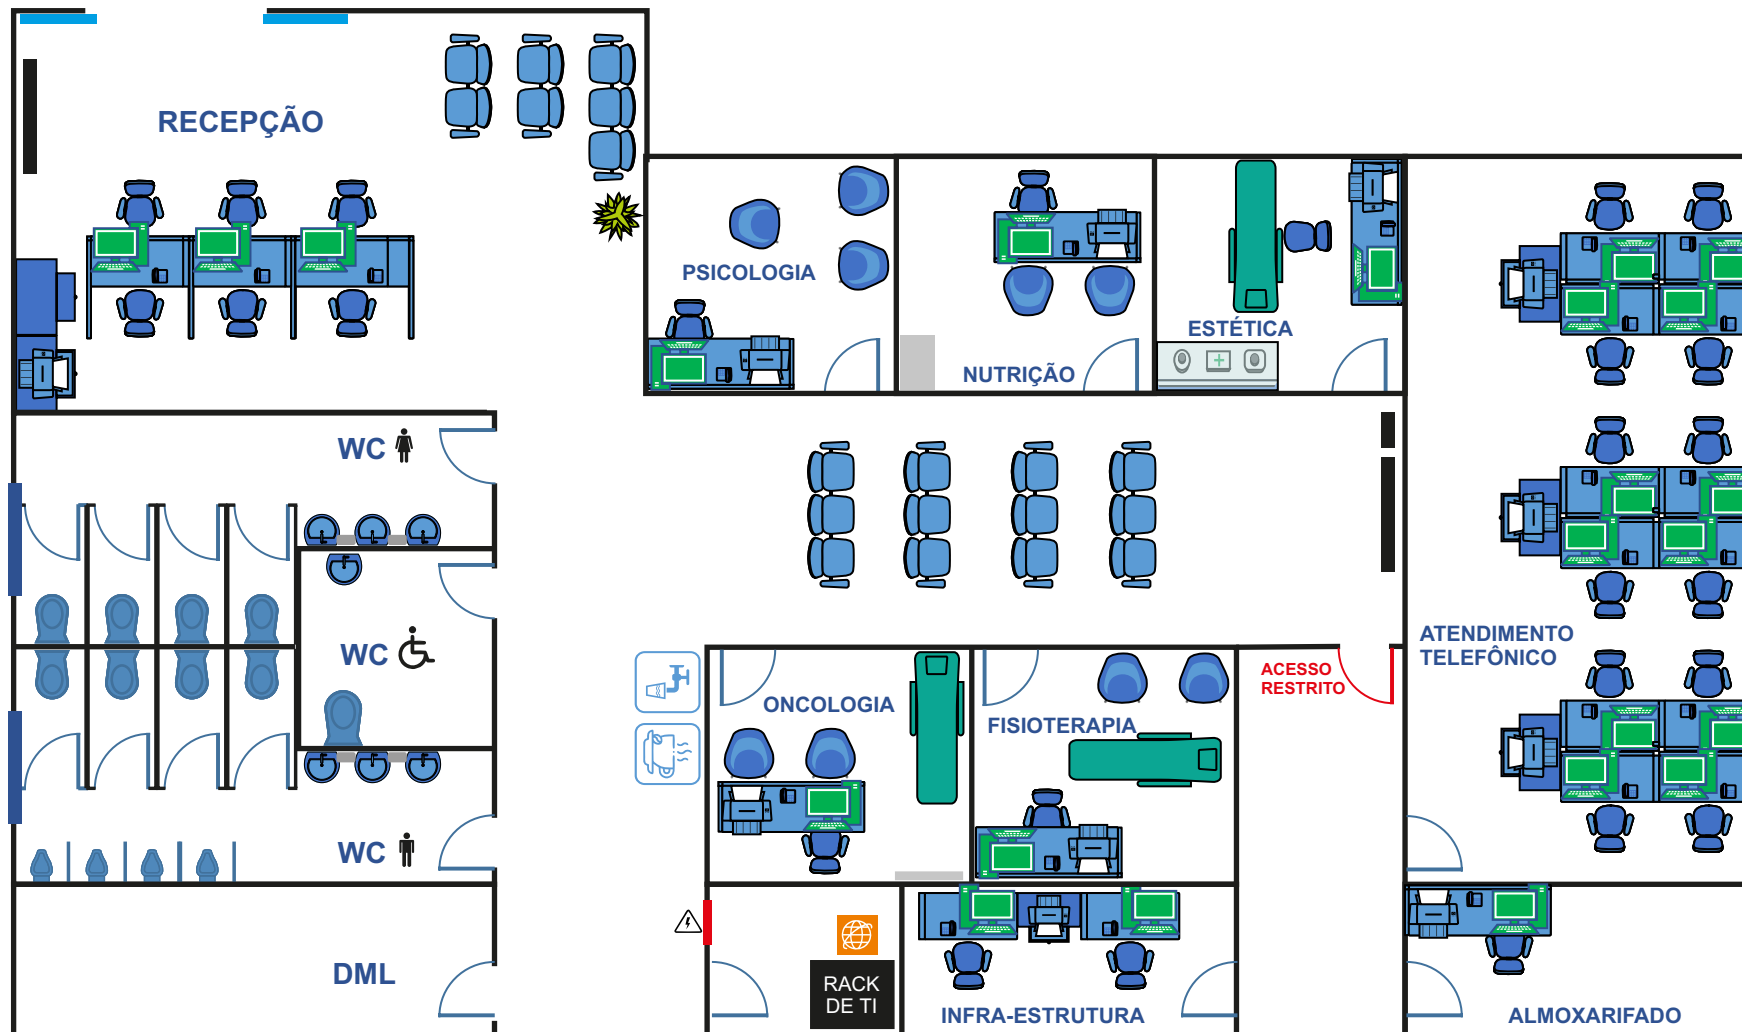 RECEPÇÃO
PSICOLOGIA
NUTRIÇÃO
ESTÉTICA
WC
WC
WC
DML
ATENDIMENTO
TELEFÔNICO
ACESSO
RESTRITO
ONCOLOGIA
FISIOTERAPIA
RACK
DE TI
INFRA-ESTRUTURA
ALMOXARIFADO